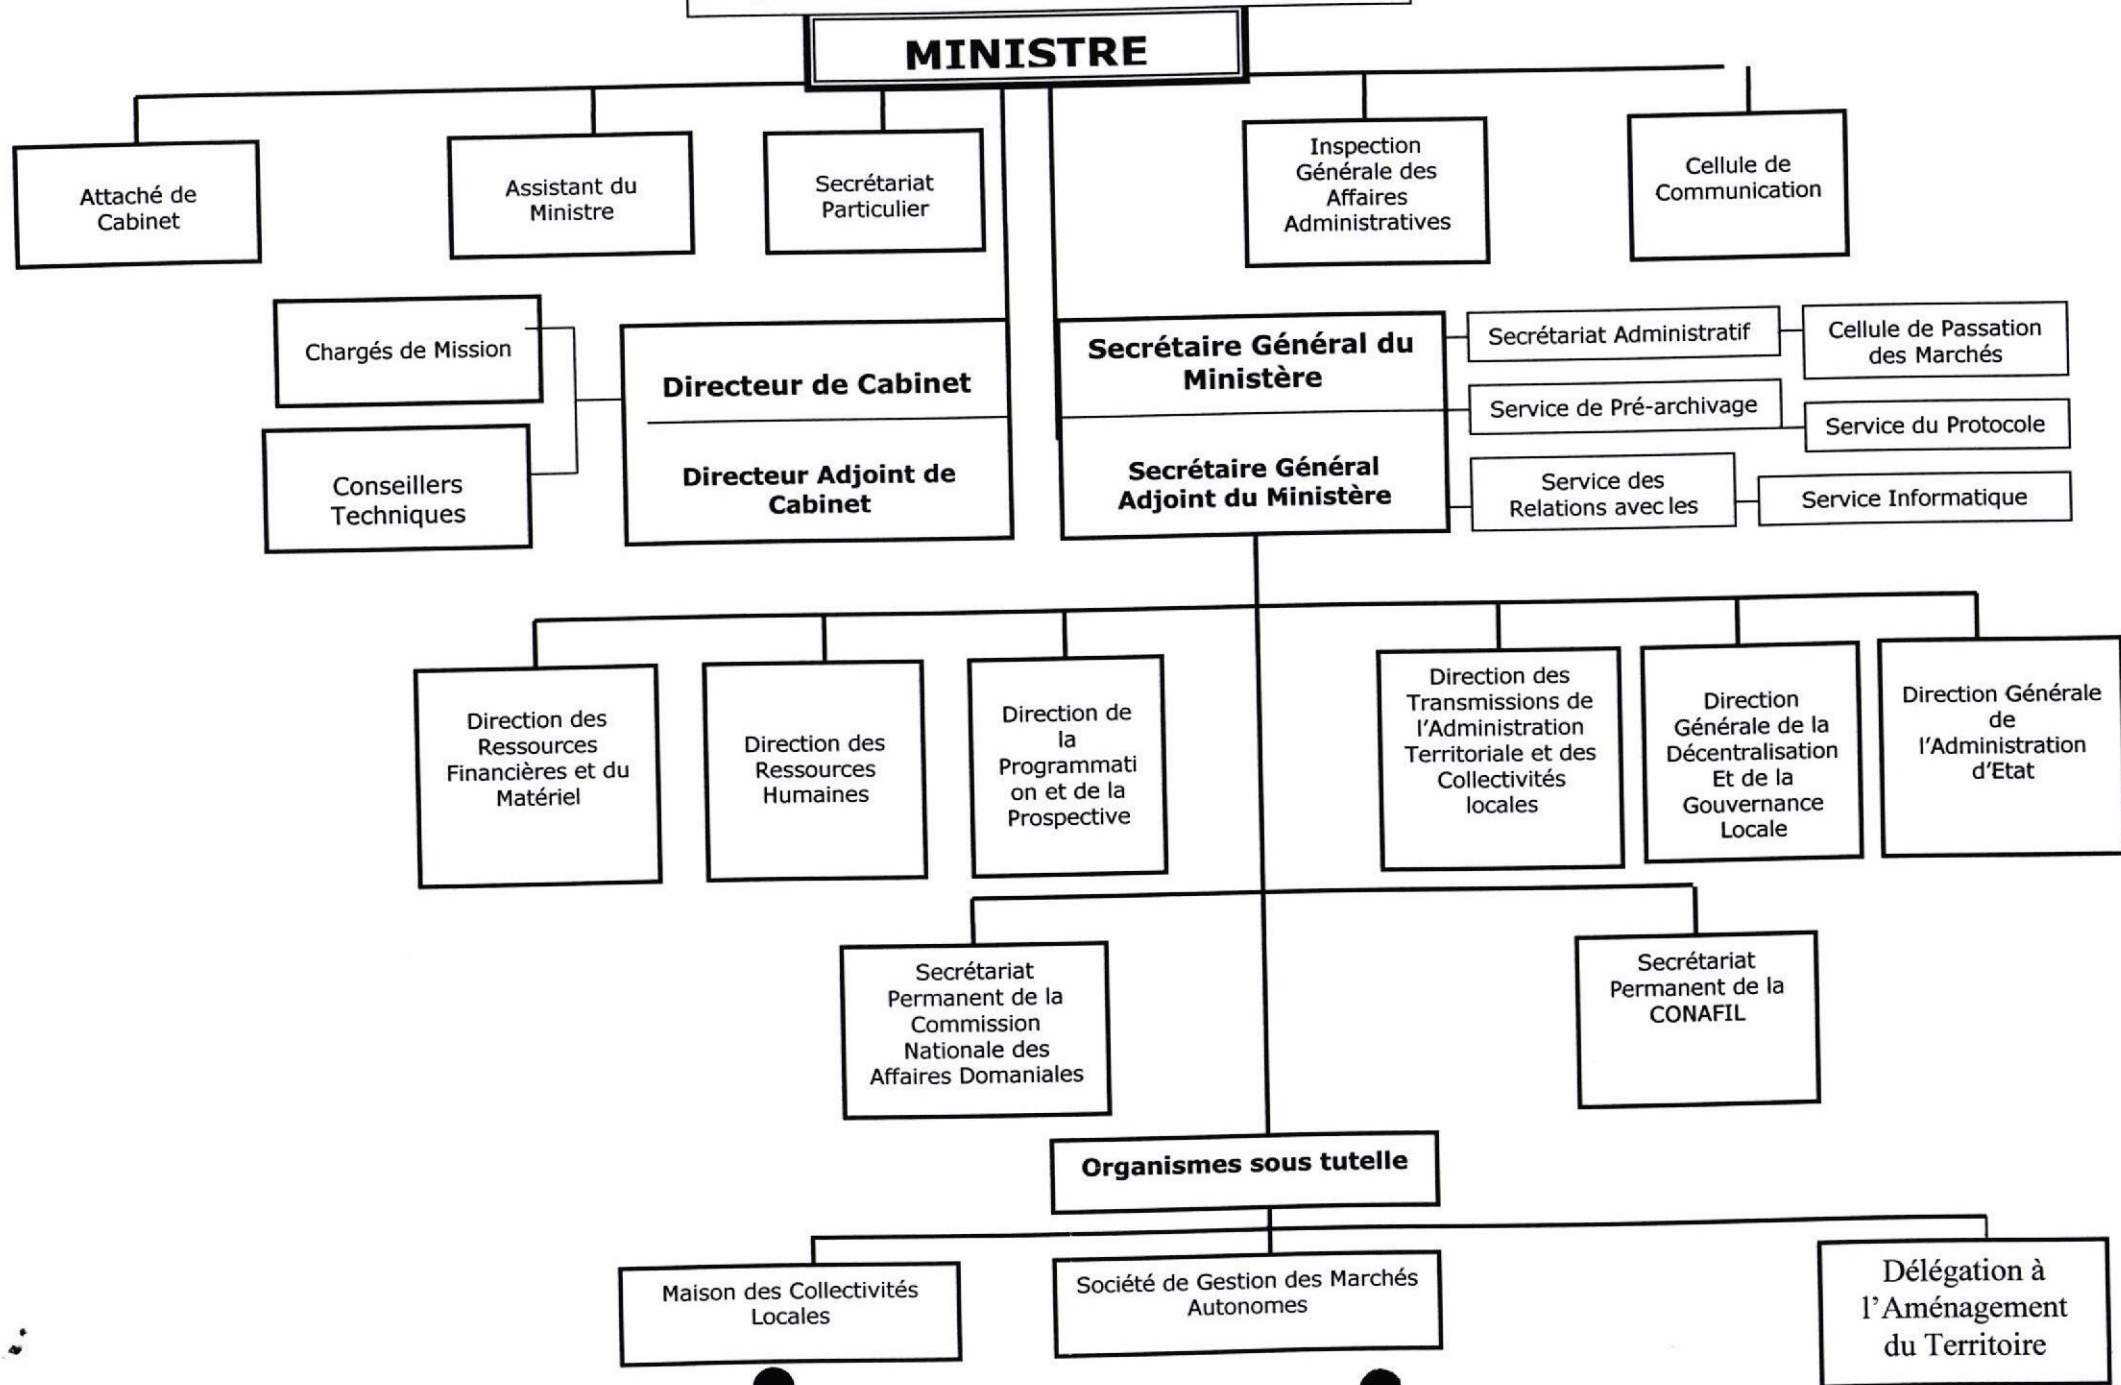 MINISTRE
Attaché de
Cabinet
Assistant du
Ministre
Secrétariat
Particulier
Inspection
Générale des
Affaires
Administratives
Cellule de
Communication
Chargés de Mission
Conseillers
Techniques
Directeur de Cabinet
Directeur Adjoint de
Cabinet
Secrétaire Général du
Ministère
Secrétaire Général
Adjoint du Ministère
Secrétariat Administratif
Cellule de Passation
des Marchés
Service de Pré-archivage
Service du Protocole
Service des
Relations avec les
Service Informatique
Direction des
Ressources
Financières et du
Matériel
Direction des
Ressources
Humaines
Direction de
la
Programmati
on et de la
Prospective
Direction des
Transmissions de
l'Administration
Territoriale et des
Collectivités
locales
Direction
Générale de la
Décentralisation
Et de la
Gouvernance
Locale
Direction Générale
de
l'Administration
d'Etat
Secrétariat
Permanent de la
Commission
Nationale des
Affaires Domaniales
Secrétariat
Permanent de la
CONAFIL
Organismes sous tutelle
Maison des Collectivités
Locales
Société de Gestion des Marchés
Autonomes
Délégation à
l'Aménagement
du Territoire